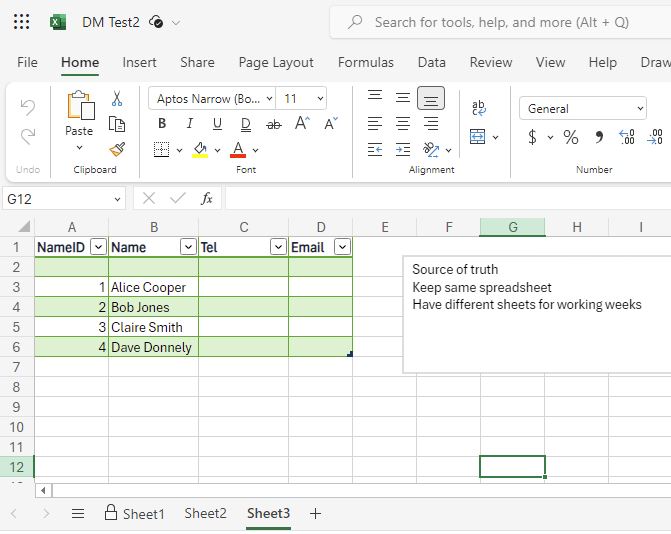 DM Test2
Search for tools, help, and more (Alt + Q)
File Home Insert Share Page Layout Formulas Data Review View Help Draw
Paste
Aptos Narrow (Bo... 11
B I U D ab A A
A
ab
General
$ % 9 .00 .00
Undo Clipboard Font Alignment Number
G12
fx
A B C D E F G H I
1 NameID Name Tel Email
2
3 1 Alice Cooper
4 2 Bob Jones
5 3 Claire Smith
6 4 Dave Donnely
7
8
9
10
11
12
Source of truth
Keep same spreadsheet
Have different sheets for working weeks
Sheet1 Sheet2 Sheet3 +